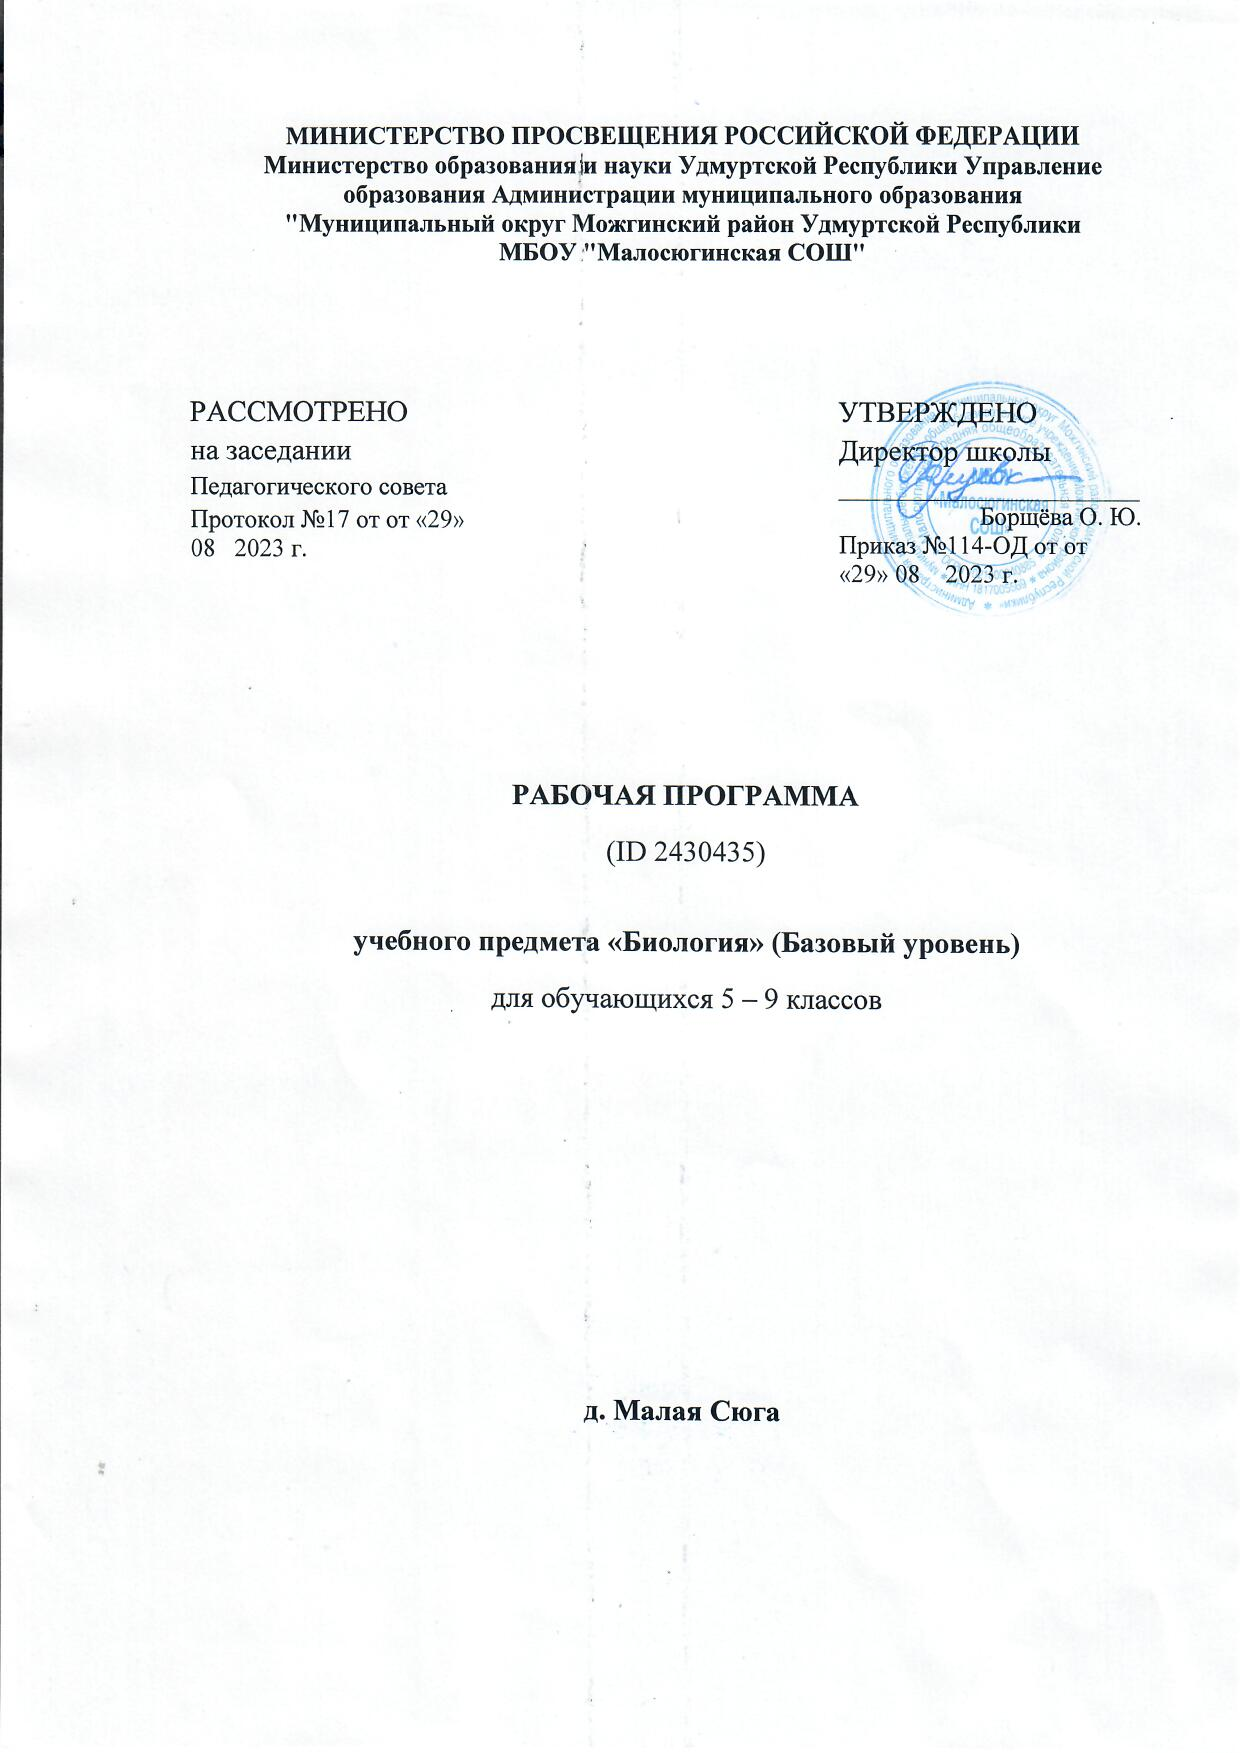 МИНИСТЕРСТВО ПРОСВЕЩЕНИЯ РОССИЙСКОЙ ФЕДЕРАЦИИ
Министерство образования и науки Удмуртской Республики Управление
образования Администрации муниципального образования
"Муниципальный округ Можгинский район Удмуртской Республики
МБОУ "Малосюгинская СОШ"
РАССМОТРЕНО
на заседании
Педагогического совета
Протокол №17 от от «29»
08 2023 г.
УТВЕРЖДЕНО
Директор школы
Борщёва О. Ю.
Приказ №114-ОД от от
«29» 08 2023 г.
«Малосюгинская
СОШ»
РАБОЧАЯ ПРОГРАММА
(ID 2430435)
учебного предмета «Биология» (Базовый уровень)
для обучающихся 5 – 9 классов
д. Малая Сюга